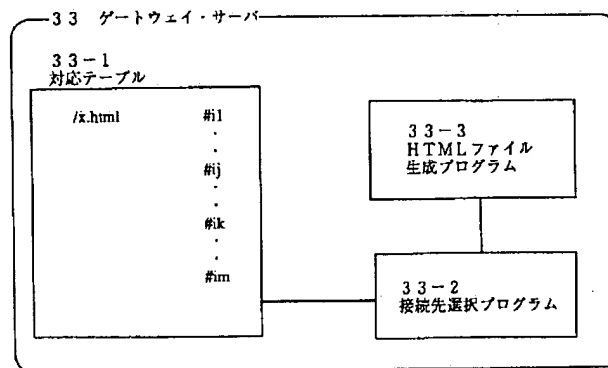 33 ゲートウェイ・サーバ
33-1
対応テーブル
/x.html #i1
・
・
#ij
・
・
#ik
・
・
#im
33-3
HTMLファイル
生成プログラム
33-2
接続先選択プログラム